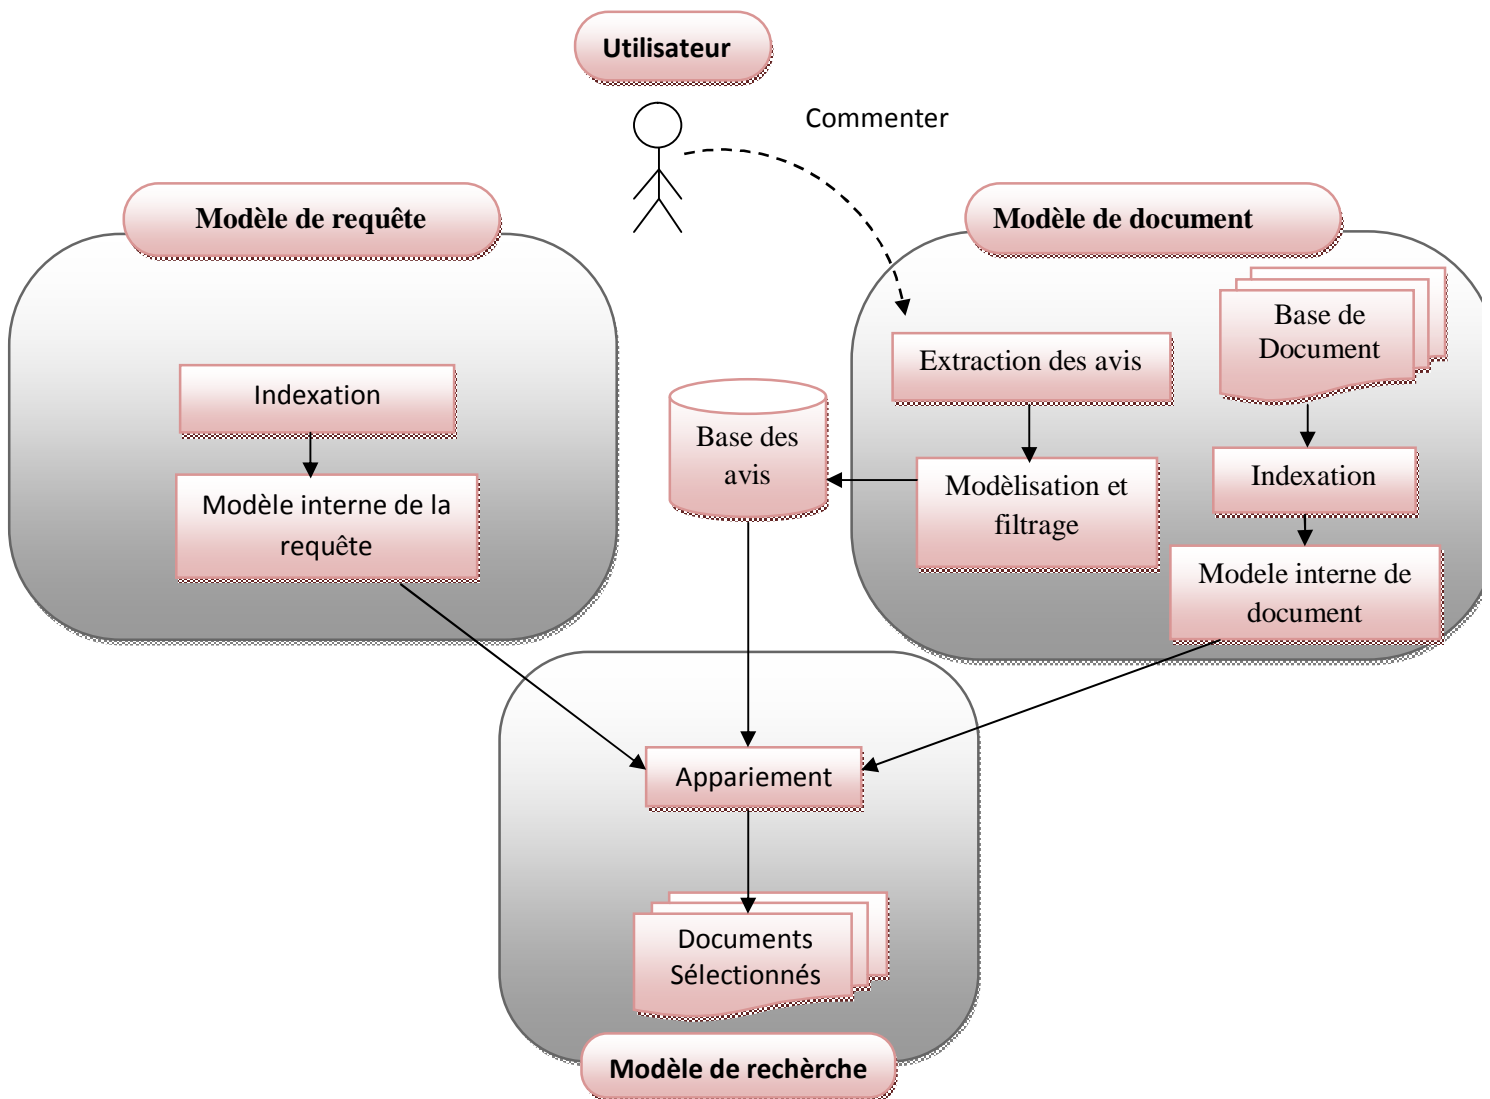 Utilisateur
Commenter
Modèle de requête
Modèle de document
Indexation
Modèle interne de la
requête
Base des
avis
Extraction des avis
Modèlisation et
filtrage
Base de
Document
Indexation
Modele interne de
document
Appariement
Documents
Sélectionnés
Modèle de rechèrche